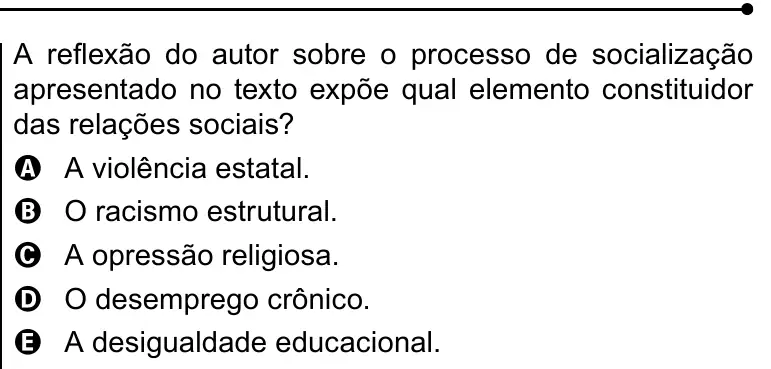 A reflexão do autor sobre o processo de socialização
apresentado no texto expõe qual elemento constituidor
das relações sociais?
A A violência estatal.
B O racismo estrutural.
C A opressão religiosa.
D O desemprego crônico.
E A desigualdade educacional.